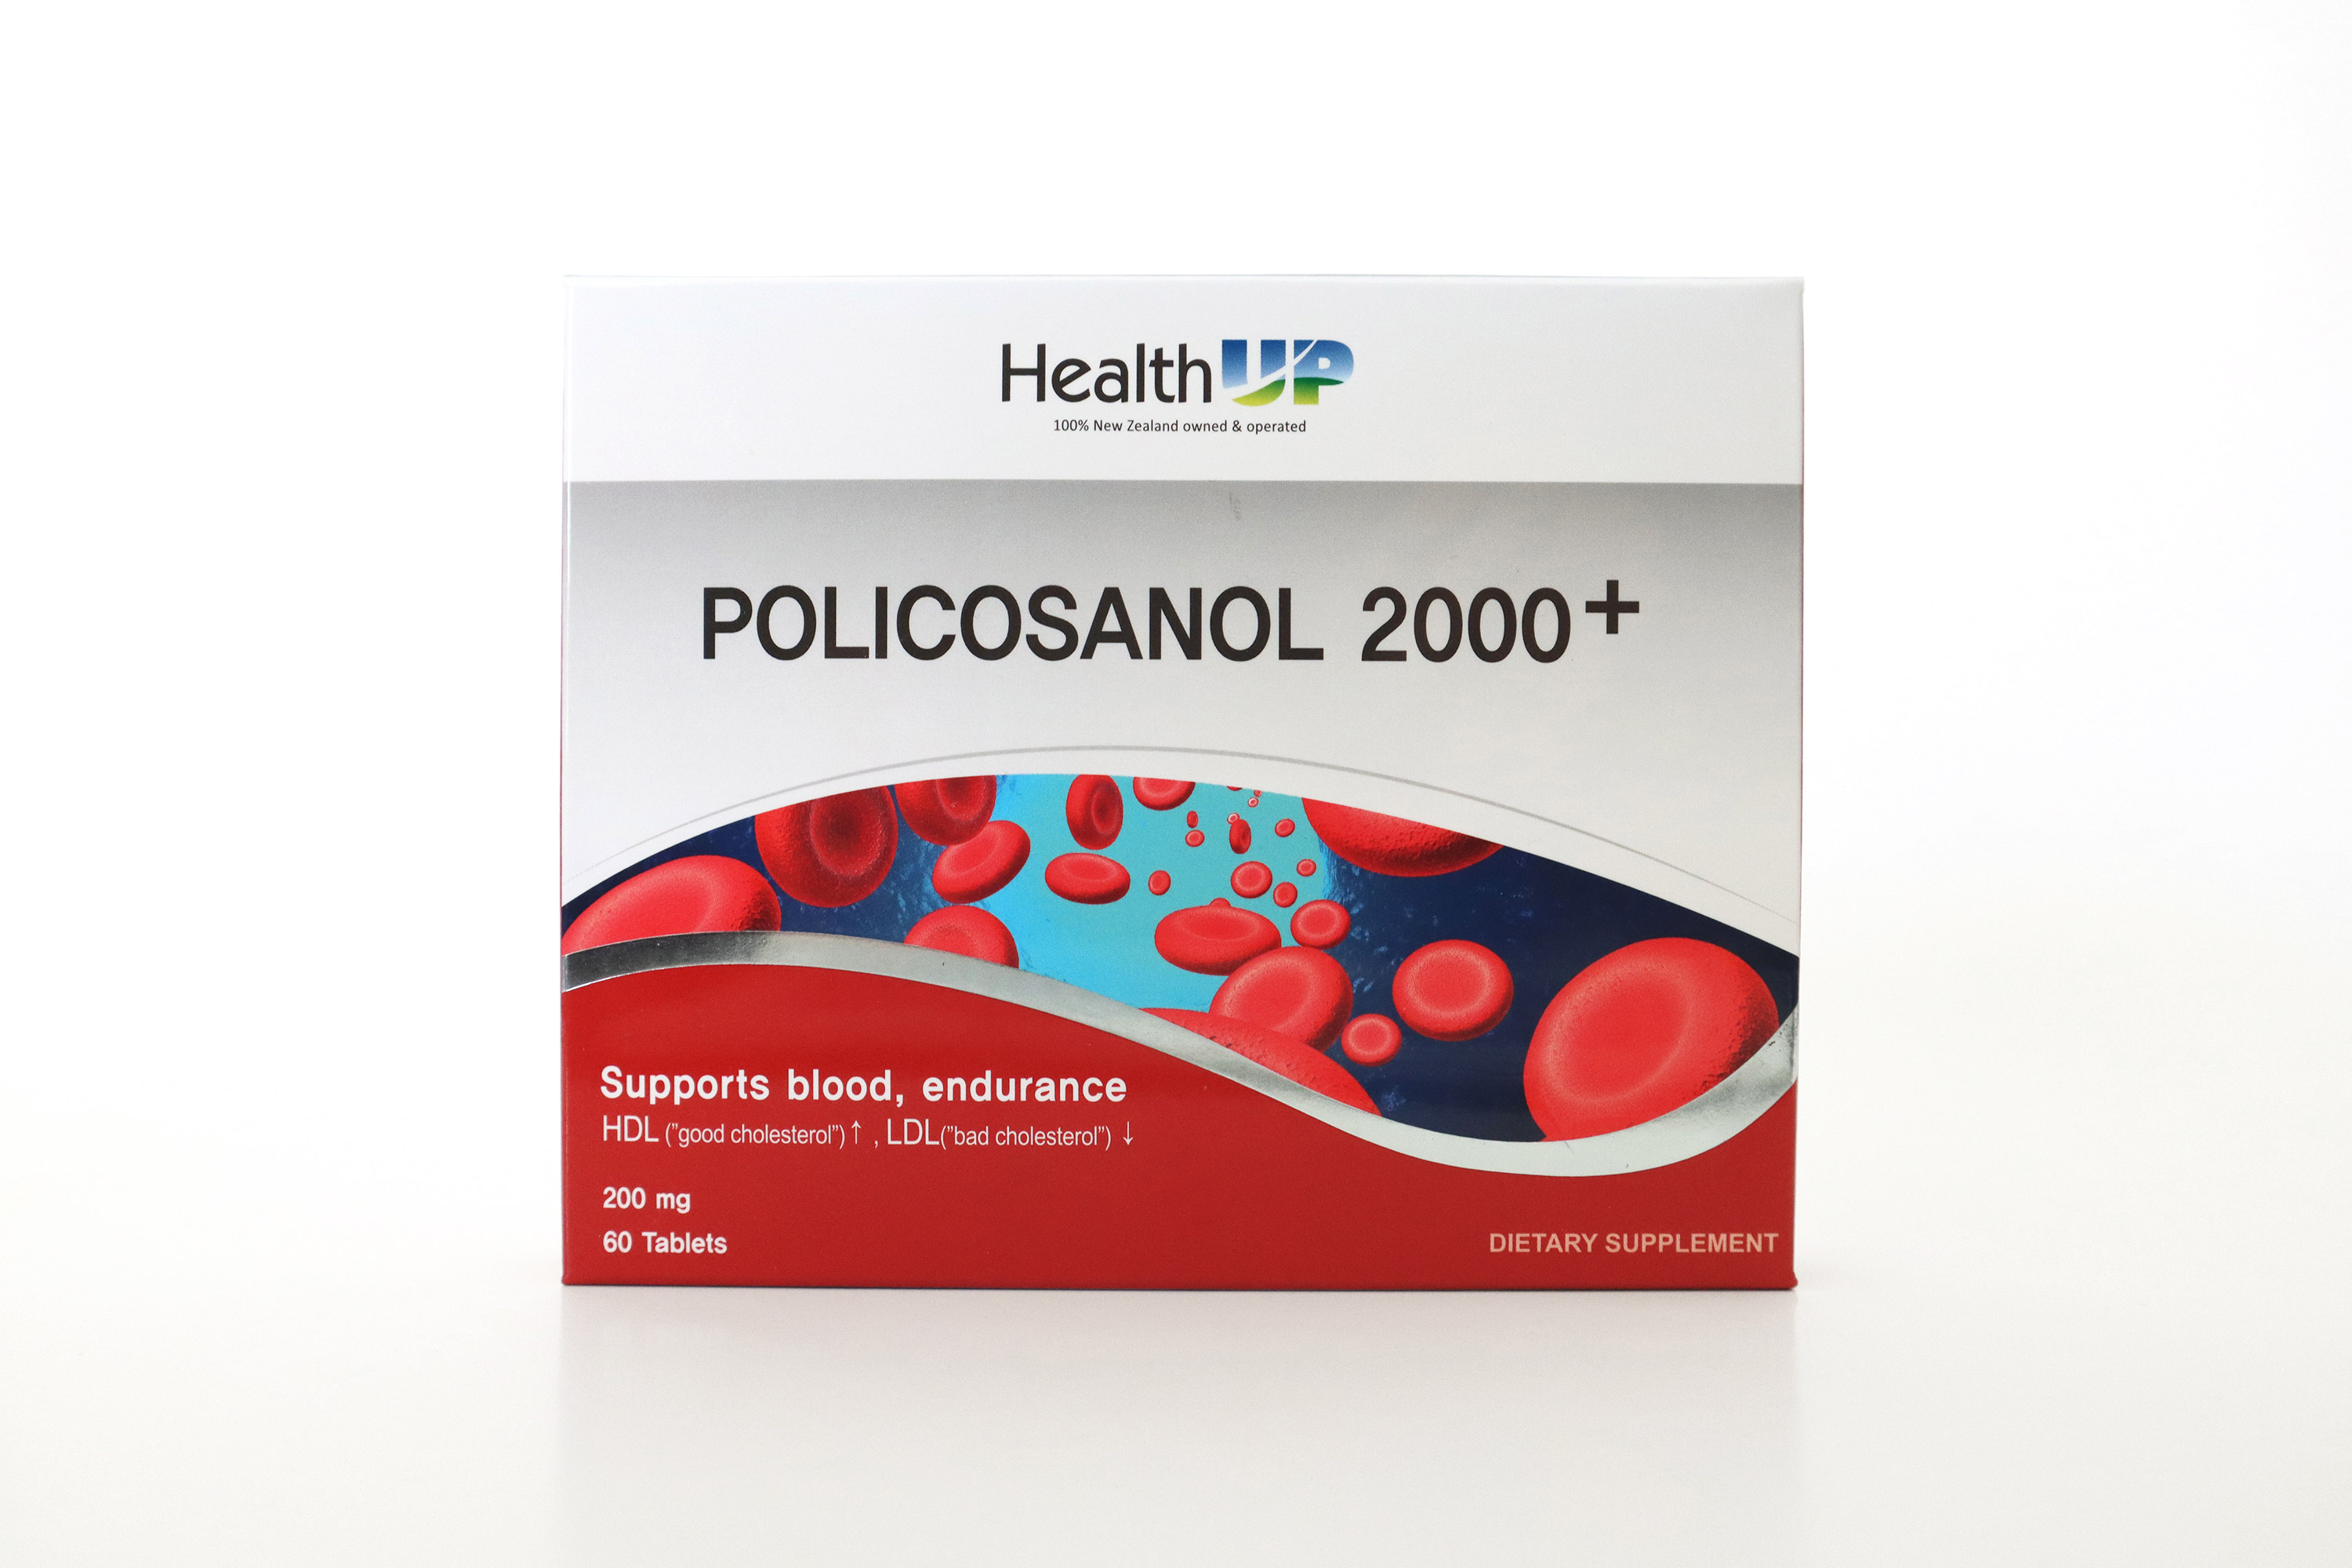 HealthUP
100% New Zealand owned & operated
POLICOSANOL 2000+
Supports blood, endurance
HDL ("good cholesterol")↑ , LDL("bad cholesterol") ↓
200 mg
60 Tablets
DIETARY SUPPLEMENT